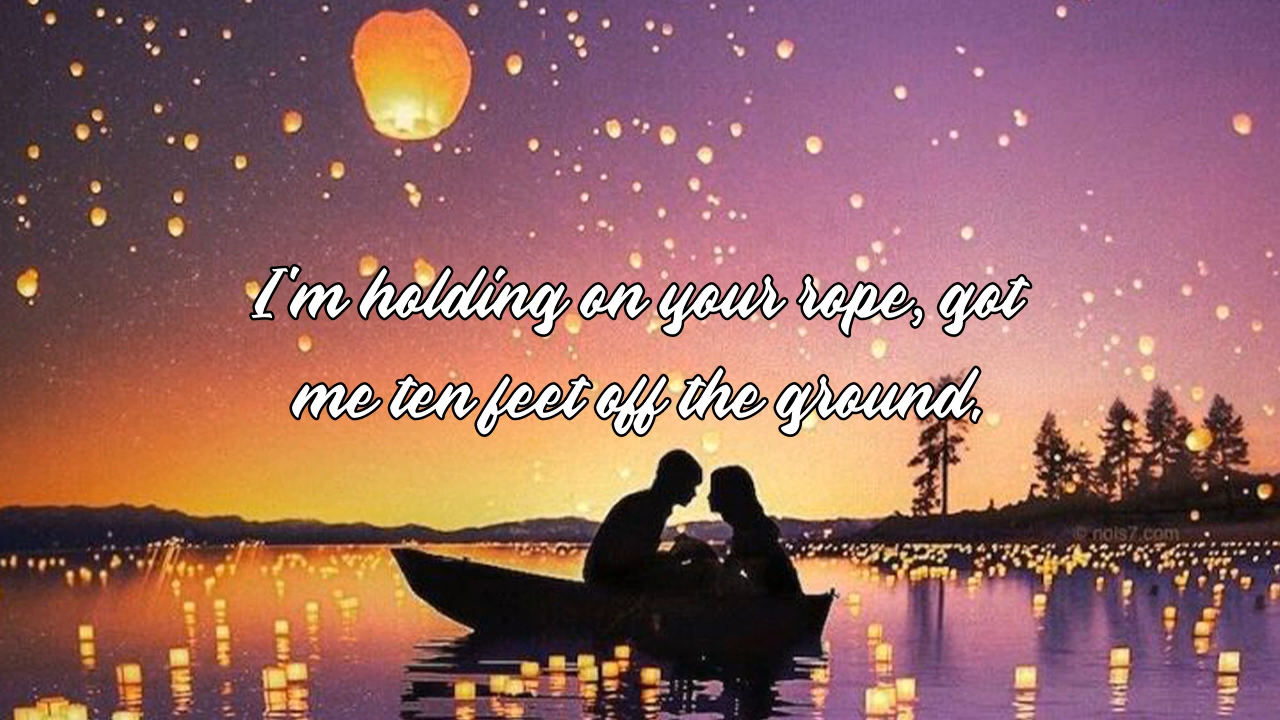 I'm holding on your rope, got
me ten feet off the ground,
© nois7.com